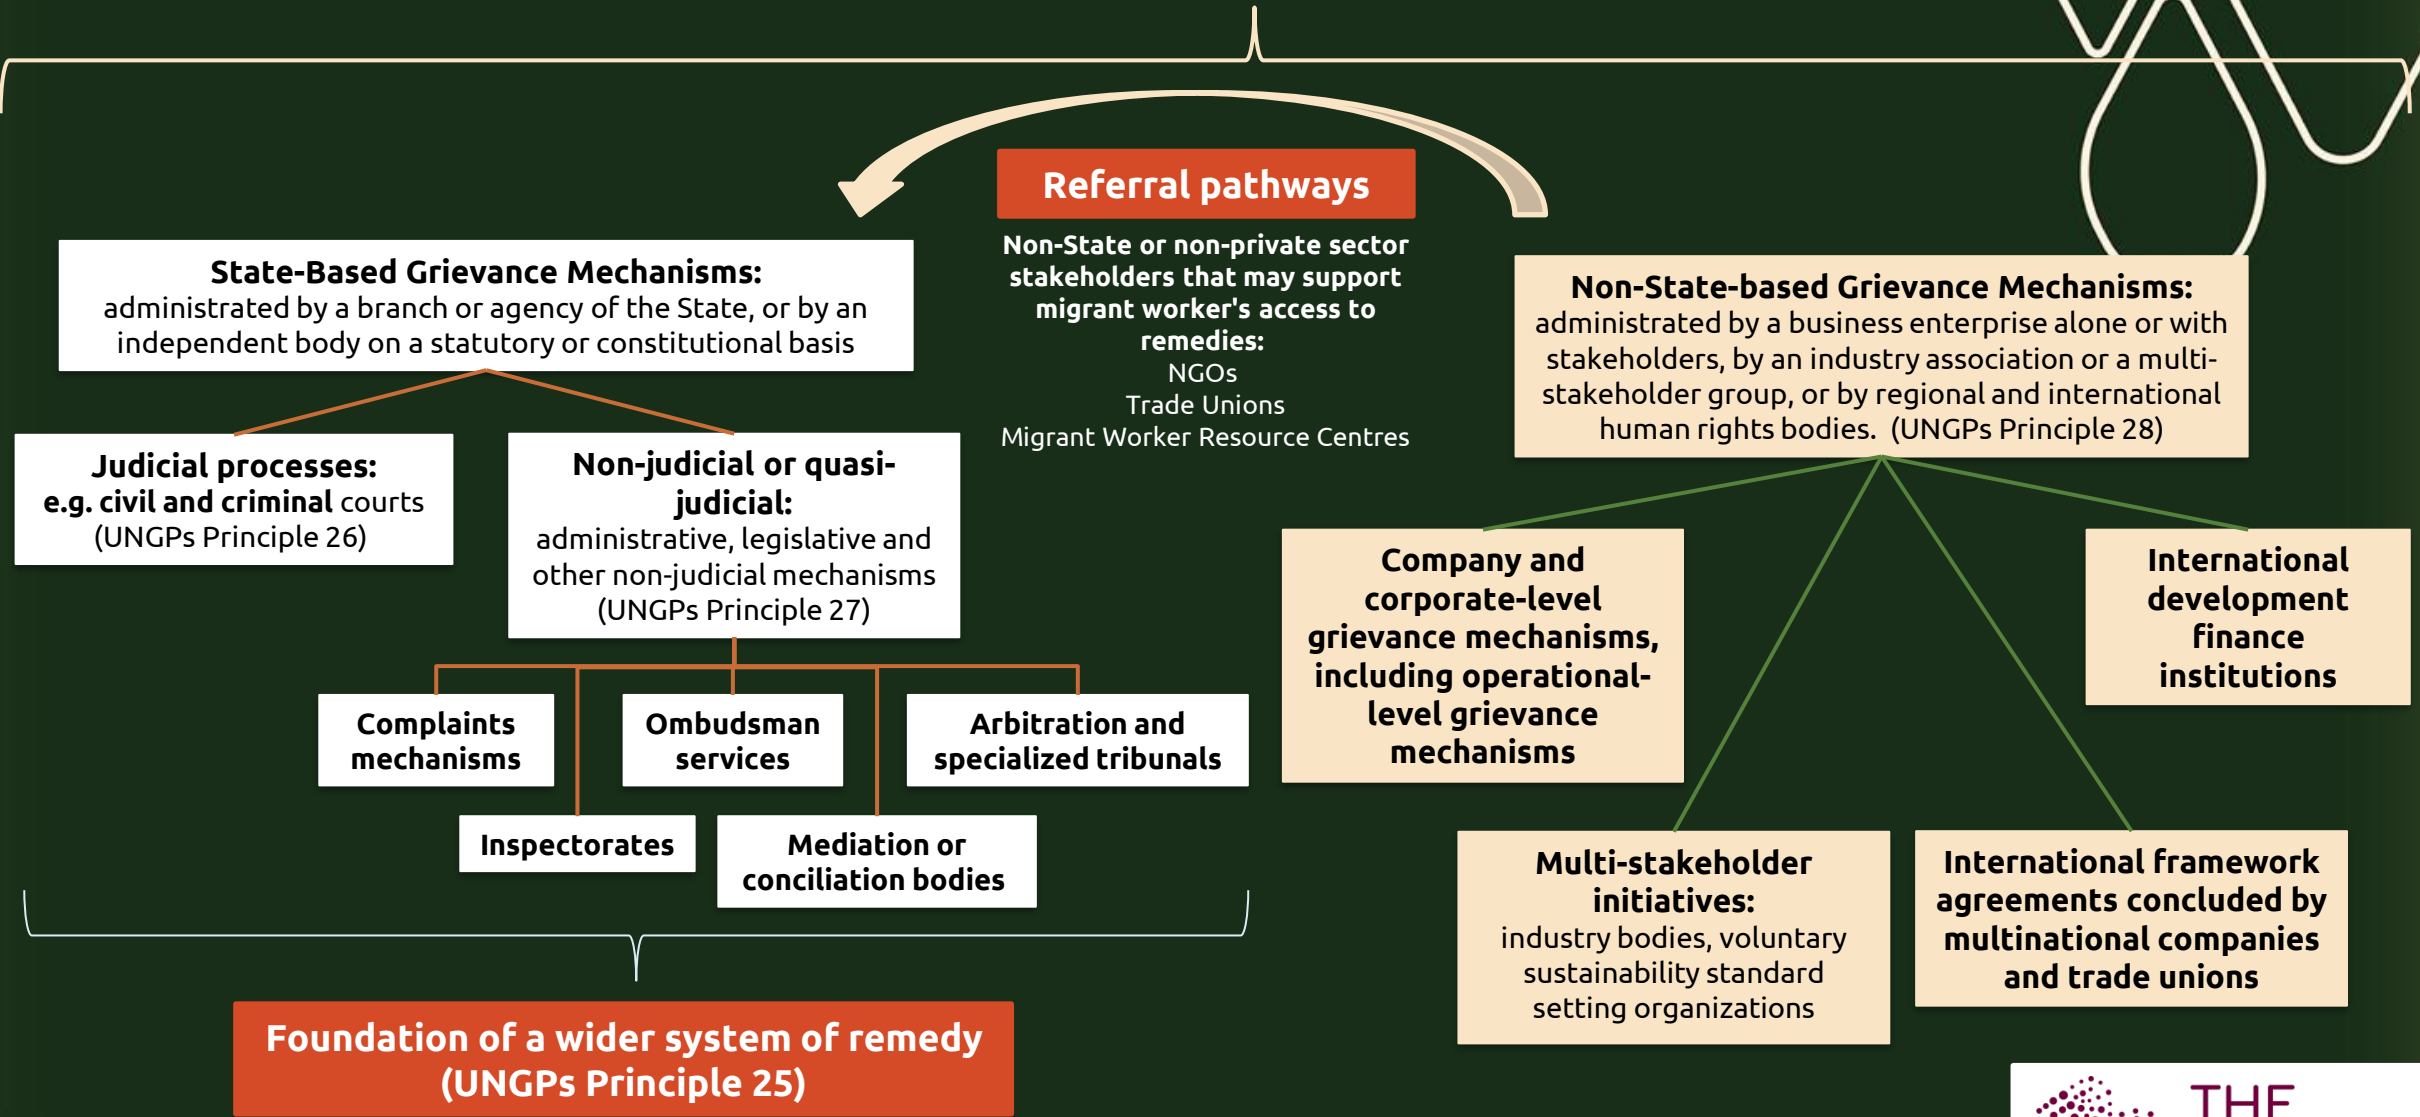 Referral pathways
Non-State or non-private sector
stakeholders that may support
migrant worker's access to
remedies:
NGOs
Trade Unions
Migrant Worker Resource Centres
State-Based Grievance Mechanisms:
administrated by a branch or agency of the State, or by an
independent body on a statutory or constitutional basis
Judicial processes:
e.g. civil and criminal courts
(UNGPs Principle 26)
Non-judicial or quasi-
judicial:
administrative, legislative and
other non-judicial mechanisms
(UNGPs Principle 27)
Complaints
mechanisms
Ombudsman
services
Arbitration and
specialized tribunals
Inspectorates
Mediation or
conciliation bodies
Foundation of a wider system of remedy
(UNGPs Principle 25)
Non-State-based Grievance Mechanisms:
administrated by a business enterprise alone or with
stakeholders, by an industry association or a multi-
stakeholder group, or by regional and international
human rights bodies. (UNGPs Principle 28)
Company and
corporate-level
grievance mechanisms,
including operational-
level grievance
mechanisms
International
development
finance
institutions
Multi-stakeholder
initiatives:
industry bodies, voluntary
sustainability standard
setting organizations
International framework
agreements concluded by
multinational companies
and trade unions
THE